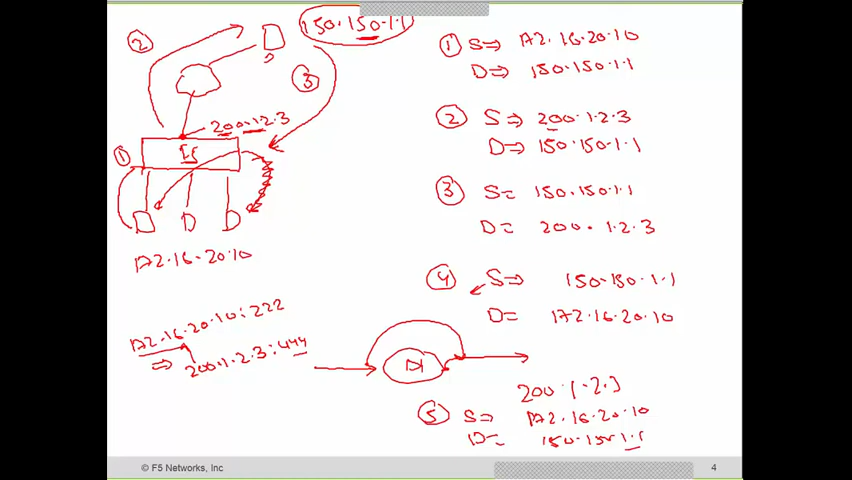 150.150.1.1
2
D
3
200.1.2.3
1
D D D
172.16.20.10
172.16.20.10:222
⇒ 200.1.2.3:444
1 S⇒ 172.16.20.10
D⇒ 150.150.1.1
2 S⇒ 200.1.2.3
D⇒ 150.150.1.1
3 S= 150.150.1.1
D= 200.1.2.3
4 S⇒ 150.150.1.1
D= 172.16.20.10
200.1.2.3
5 S⇒ 172.16.20.10
D= 150.150.1.1
© F5 Networks, Inc
4